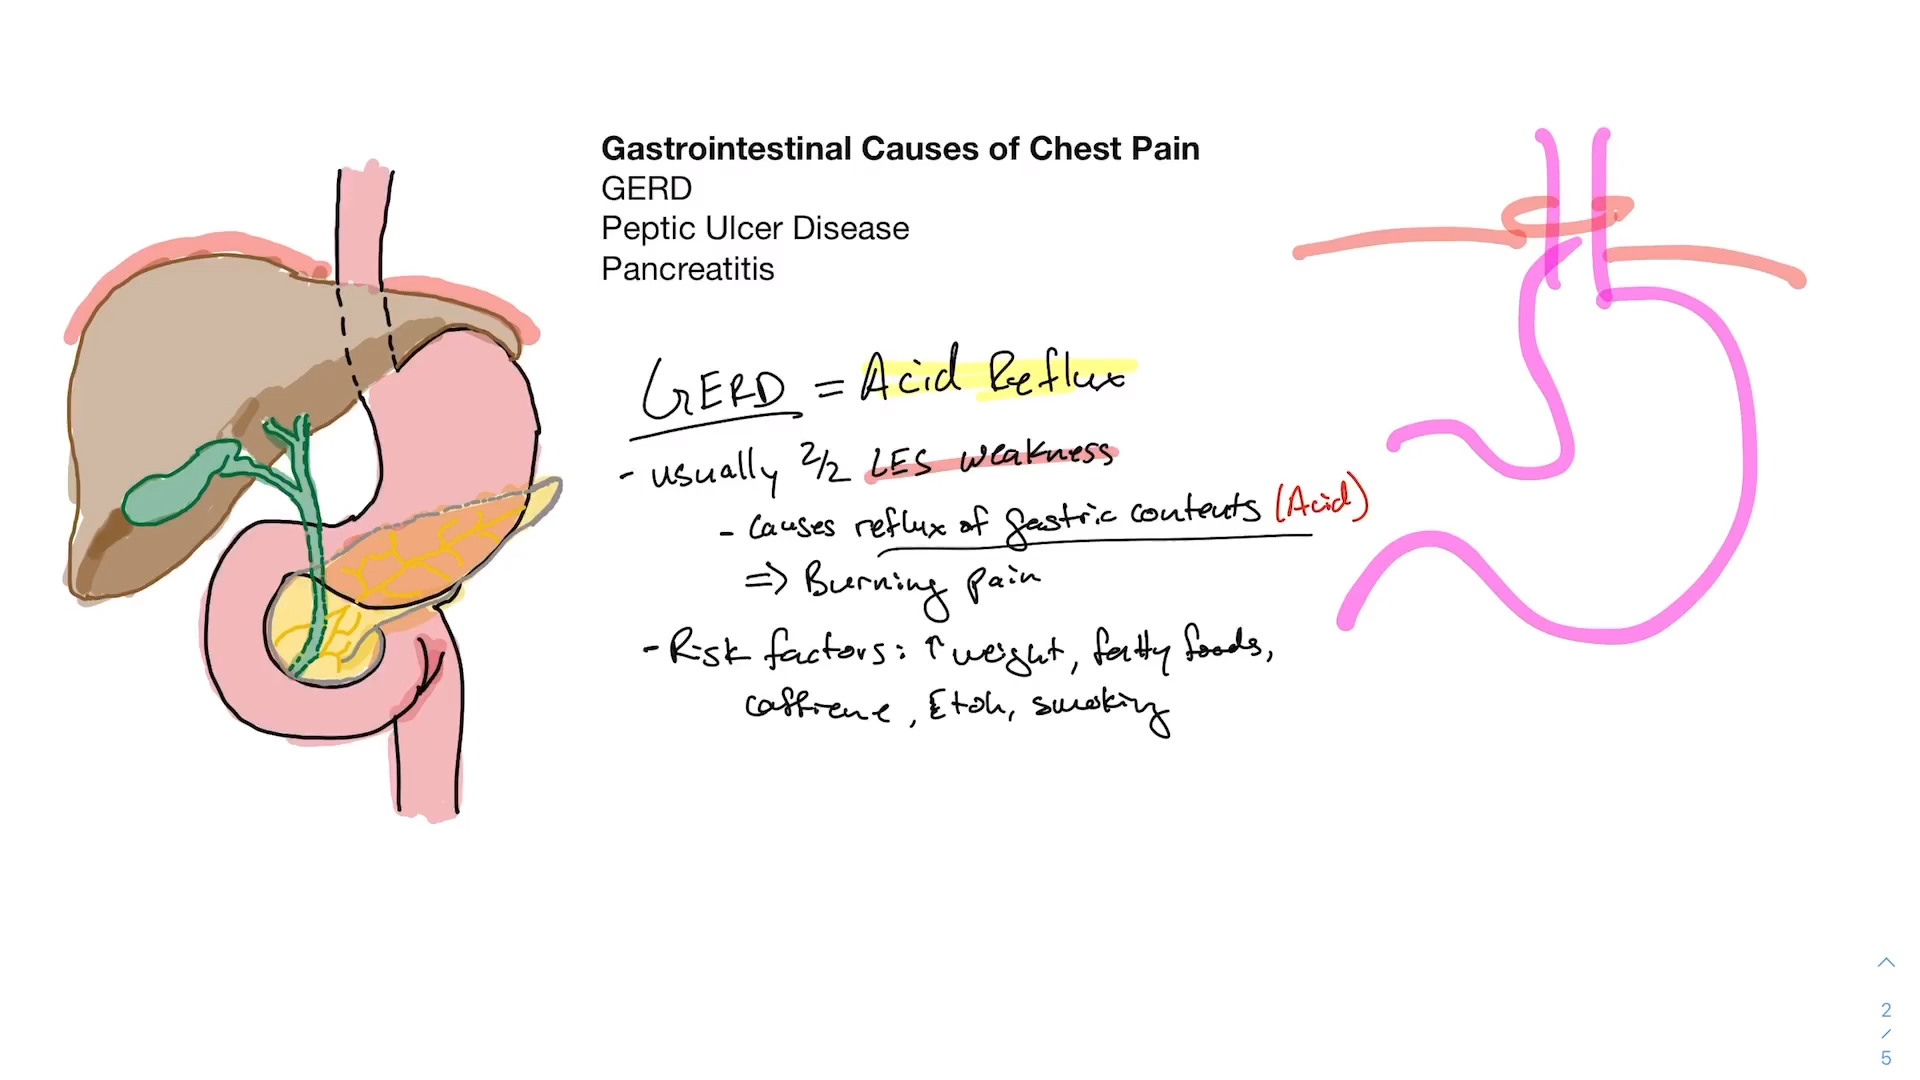 Gastrointestinal Causes of Chest Pain
GERD
Peptic Ulcer Disease
Pancreatitis
GERD = Acid Reflux
- usually 2/2 LES weakness
- causes reflux of gastric contents (Acid)
=> Burning pain
- Risk factors: ↑ weight, fatty foods,
caffiene, Etoh, smoking
2
/
5